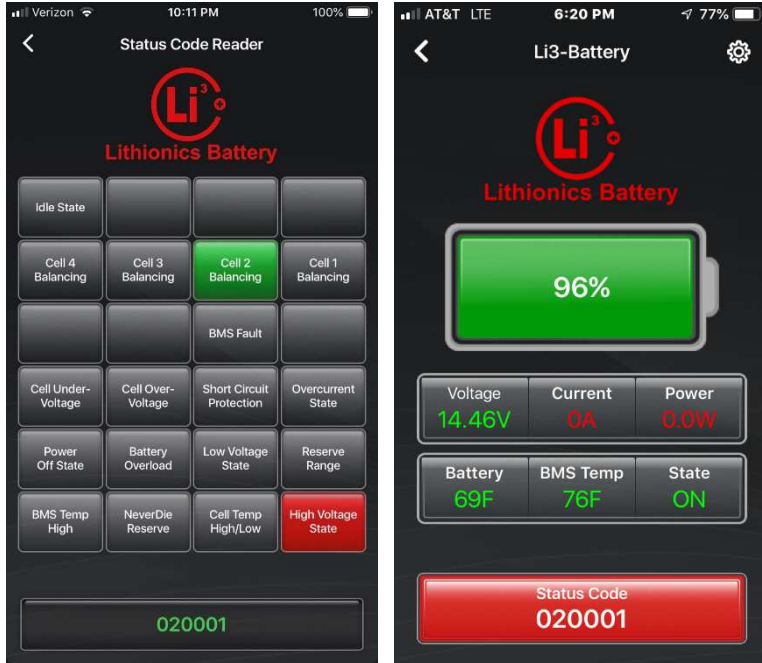 Verizon
10:11 PM
100%
Status Code Reader
Li3
Lithionics Battery
Idle State
Cell 4
Balancing
Cell 3
Balancing
Cell 2
Balancing
Cell 1
Balancing
BMS Fault
Cell Under-
Voltage
Cell Over-
Voltage
Short Circuit
Protection
Overcurrent
State
Power
Off State
Battery
Overload
Low Voltage
State
Reserve
Range
BMS Temp
High
NeverDie
Reserve
Cell Temp
High/Low
High Voltage
State
020001
AT&T LTE
6:20 PM
77%
Li3-Battery
Li3
Lithionics Battery
96%
Voltage
14.46V
Current
0A
Power
0.0W
Battery
69F
BMS Temp
76F
State
ON
Status Code
020001